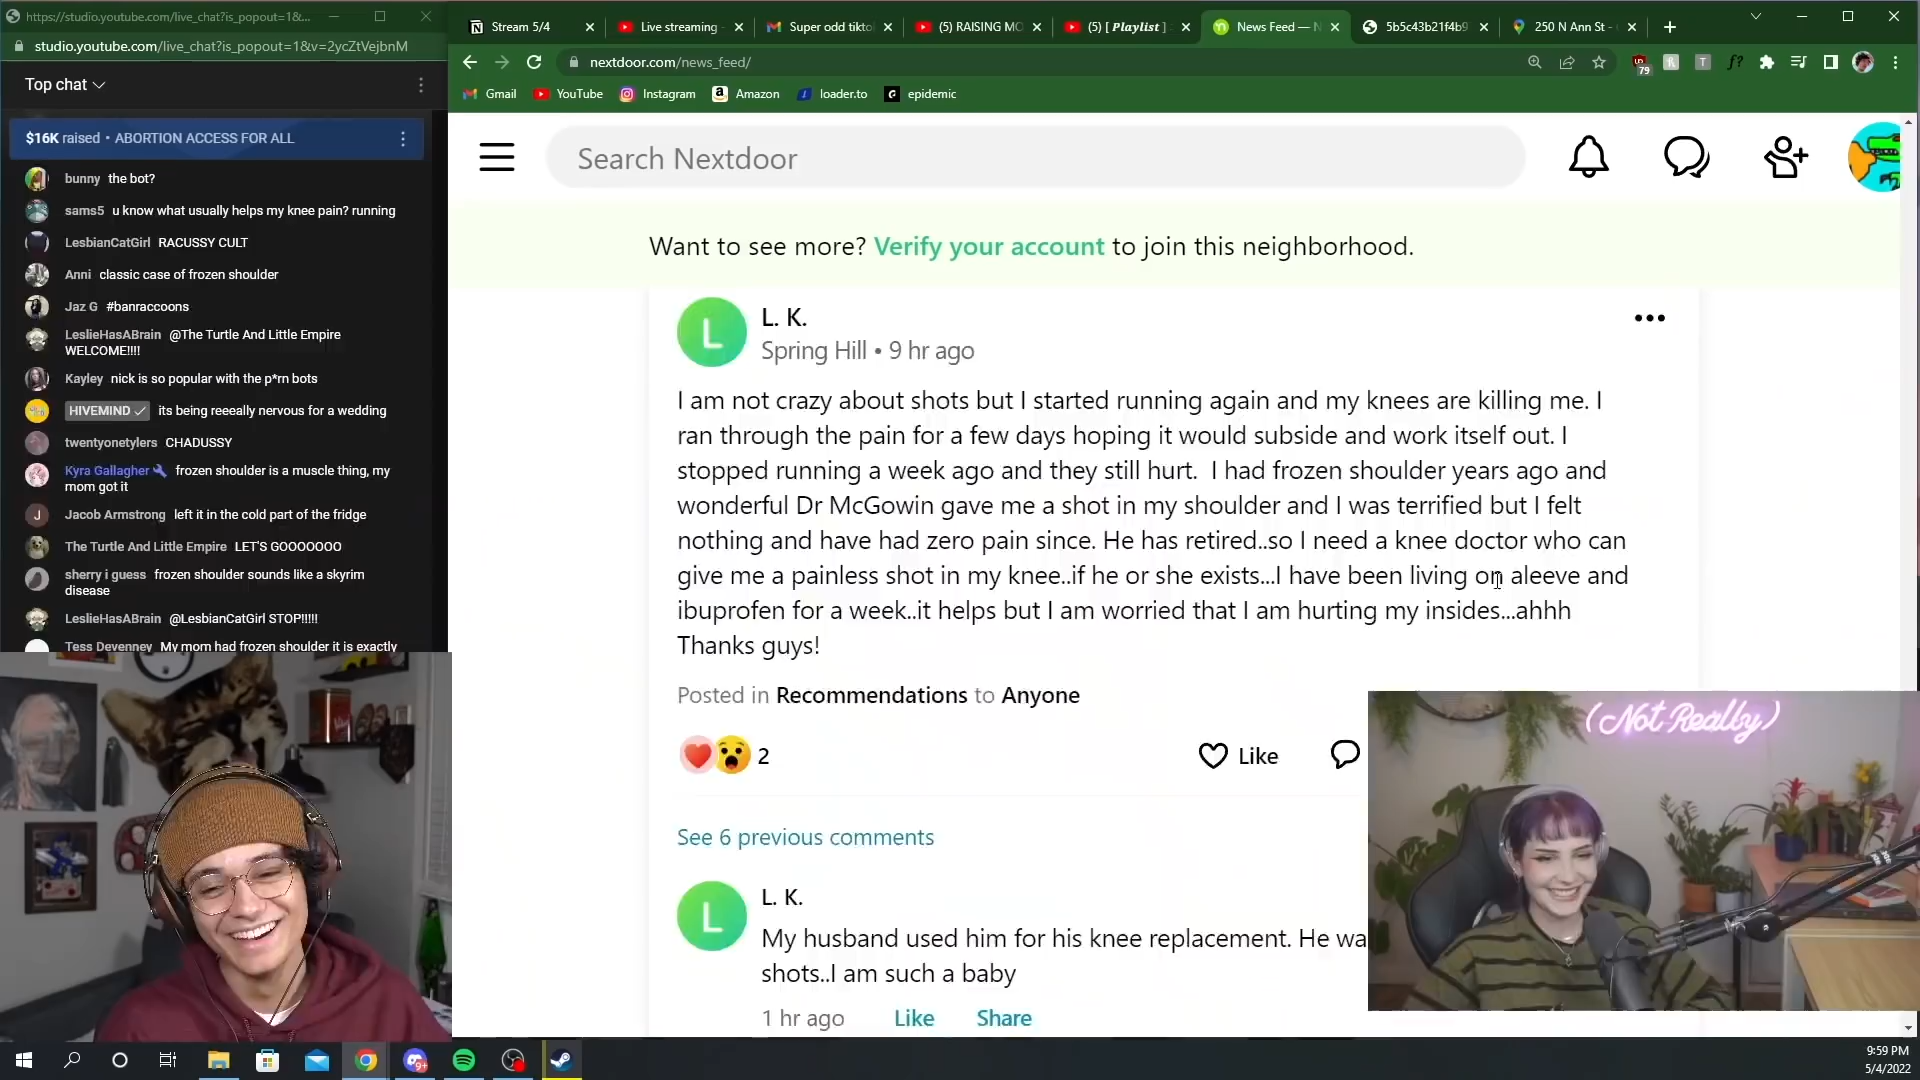 https://studio.youtube.com/live_chat?is_popout=1&t...
studio.youtube.com/live_chat?is_popout=1&v=2ycZtVejbnM
Top chat
$16K raised • ABORTION ACCESS FOR ALL
bunny the bot?
sams5 u know what usually helps my knee pain? running
LesbianCatGirl RACUSSY CULT
Anni classic case of frozen shoulder
Jaz G #banraccoons
LeslieHasABrain @The Turtle And Little Empire
WELCOME!!!!
Kayley nick is so popular with the p*rn bots
HIVEMIND its being reeeally nervous for a wedding
twentyonetylers CHADUSSY
Kyra Gallagher frozen shoulder is a muscle thing, my
mom got it
J
Jacob Armstrong left it in the cold part of the fridge
The Turtle And Little Empire LET'S GOOOOOOO
sherry i guess frozen shoulder sounds like a skyrim
disease
LeslieHasABrain @LesbianCatGirl STOP!!!!!
Tess Devenney My mom had frozen shoulder it is exactly
Stream 5/4
Live streaming -
Super odd tiktok
(5) RAISING MO
(5) [ Playlist ]
News Feed — N
5b5c43b21f4b9
250 N Ann St -
nextdoor.com/news_feed/
79
Gmail
YouTube
Instagram
Amazon
loader.to
epidemic
Search Nextdoor
Want to see more? Verify your account to join this neighborhood.
L
L. K.
Spring Hill • 9 hr ago
I am not crazy about shots but I started running again and my knees are killing me. I
ran through the pain for a few days hoping it would subside and work itself out. I
stopped running a week ago and they still hurt. I had frozen shoulder years ago and
wonderful Dr McGowin gave me a shot in my shoulder and I was terrified but I felt
nothing and have had zero pain since. He has retired..so I need a knee doctor who can
give me a painless shot in my knee..if he or she exists...I have been living on aleeve and
ibuprofen for a week..it helps but I am worried that I am hurting my insides...ahhh
Thanks guys!
Posted in Recommendations to Anyone
2
Like
See 6 previous comments
L
L. K.
My husband used him for his knee replacement. He wa
shots..I am such a baby
1 hr ago Like Share
(Not Really)
9+
9:59 PM
5/4/2022